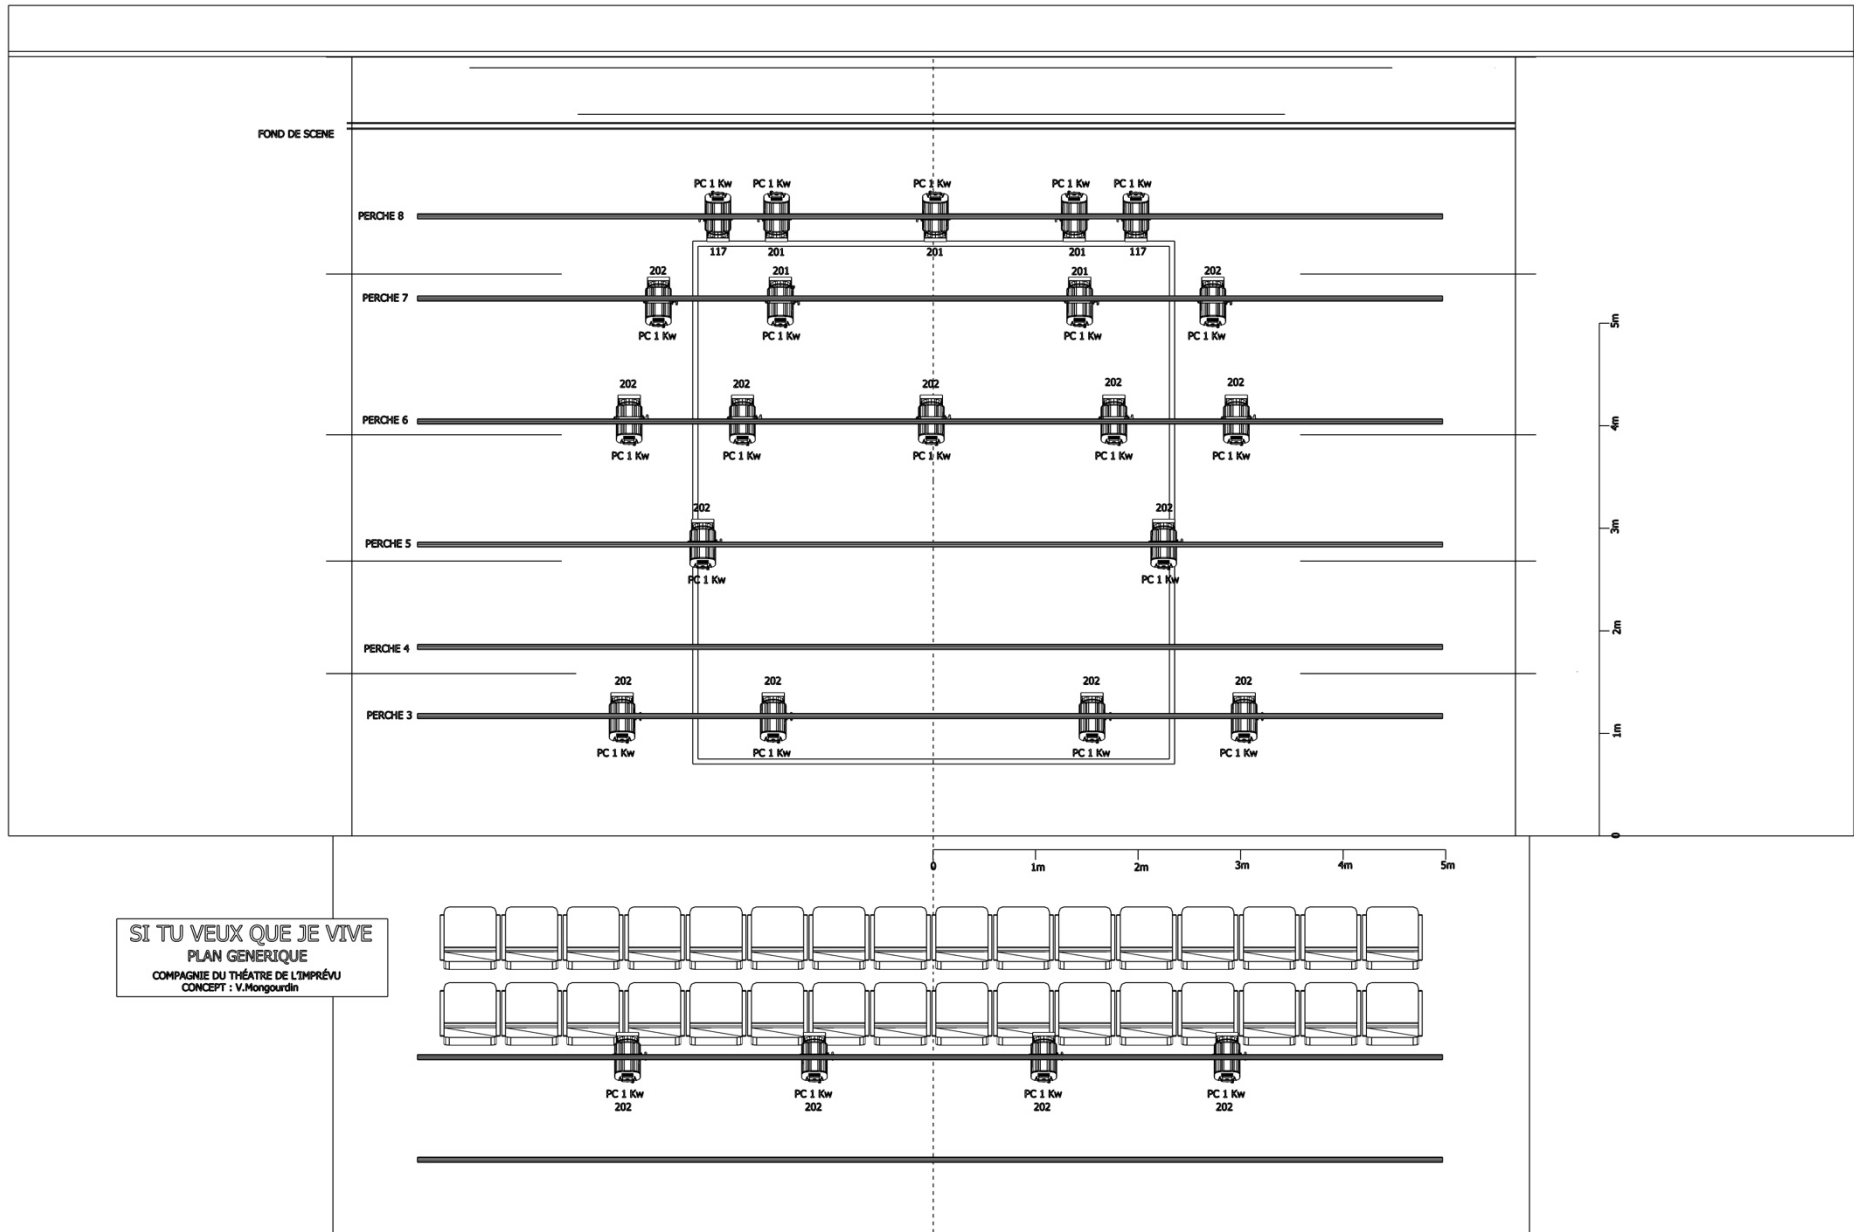 FOND DE SCENE
PC 1 Kw PC 1 Kw PC 1 Kw PC 1 Kw PC 1 Kw
PERCHE 8
117 201 201 201 117
202 201 201 202
PERCHE 7
PC 1 Kw PC 1 Kw PC 1 Kw PC 1 Kw
5m
202 202 202 202 202
PERCHE 6
4m
PC 1 Kw PC 1 Kw PC 1 Kw PC 1 Kw PC 1 Kw
202 202
3m
PERCHE 5
PC 1 Kw PC 1 Kw
2m
PERCHE 4
202 202 202 202
PERCHE 3
1m
PC 1 Kw PC 1 Kw PC 1 Kw PC 1 Kw
0
0 1m 2m 3m 4m 5m
SI TU VEUX QUE JE VIVE
PLAN GENERIQUE
COMPAGNIE DU THÉATRE DE L'IMPRÉVU
CONCEPT : V.Mongourdin
PC 1 Kw PC 1 Kw PC 1 Kw PC 1 Kw
202 202 202 202